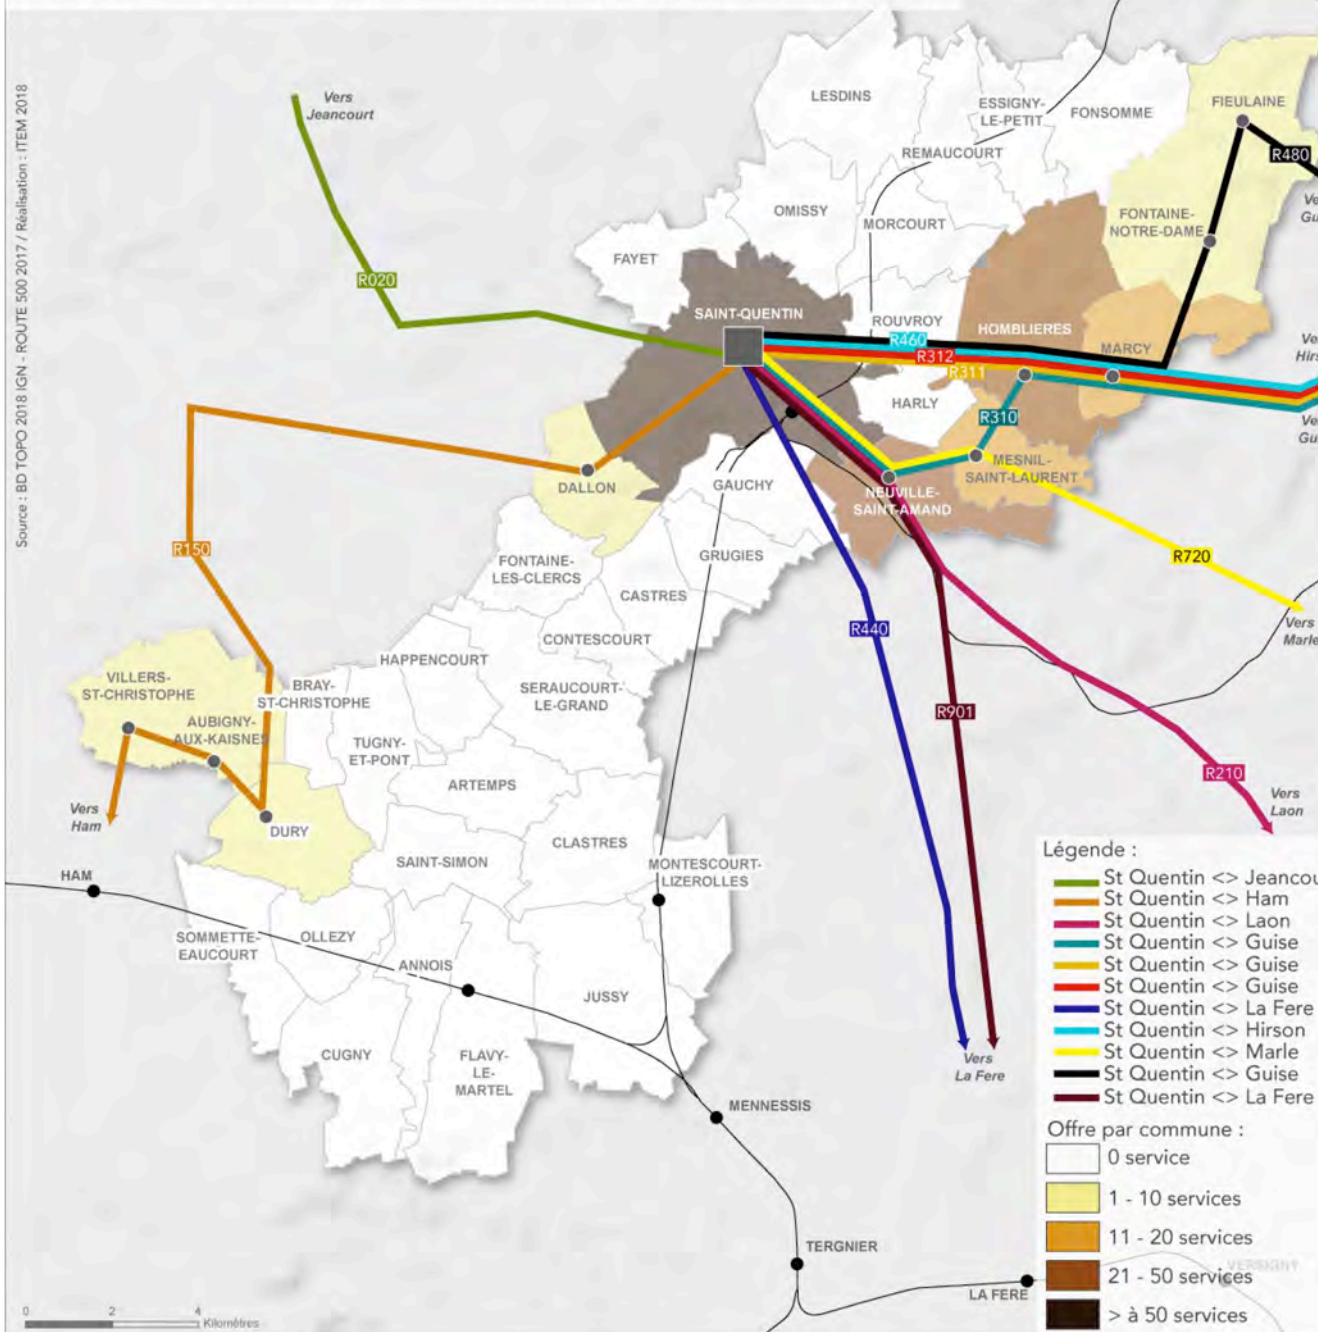 Source : BD TOPO 2018 IGN - ROUTE 500 2017 / Réalisation : ITEM 2018
Vers
Jeancourt
LESDINS
ESSIGNY-
LE-PETIT
FONSOMME
FIEULAINE
REMAUCOURT
R480
OMISSY
MORCOURT
FONTAINE-
NOTRE-DAME
FAYET
R020
SAINT-QUENTIN
ROUVROY
HOMBLIERES
MARCY
R460
R312
R311
HARLY
R310
DALLON
GAUCHY
MESNIL-
SAINT-LAURENT
NEUVILLE-
SAINT-AMAND
R150
FONTAINE-
LES-CLERCS
GRUGIES
R720
CASTRES
CONTESCOURT
R440
Vers
Marle
HAPPENCOURT
VILLERS-
ST-CHRISTOPHE
BRAY-
ST-CHRISTOPHE
SERAUCOURT-
LE-GRAND
AUBIGNY-
AUX-KAISNES
R901
TUGNY-
ET-PONT
ARTEMPS
R210
Vers
Laon
Vers
Ham
DURY
CLASTRES
SAINT-SIMON
MONTESCOURT-
LIZEROLLES
HAM
SOMMETTE-
EAUCOURT
OLLEZY
ANNOIS
JUSSY
CUGNY
FLAVY-
LE-
MARTEL
Vers
La Fere
MENNESSIS
TERGNIER
LA FERE
VERSIGNY
Légende :
St Quentin <> Jeancou
St Quentin <> Ham
St Quentin <> Laon
St Quentin <> Guise
St Quentin <> Guise
St Quentin <> Guise
St Quentin <> La Fere
St Quentin <> Hirson
St Quentin <> Marle
St Quentin <> Guise
St Quentin <> La Fere
Offre par commune :
0 service
1 - 10 services
11 - 20 services
21 - 50 services
> à 50 services
0 2 4
Kilomètres